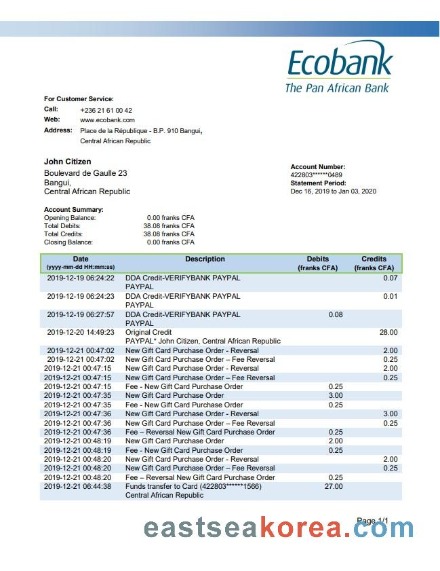 Ecobank
The Pan African Bank
For Customer Service:
Call: +236 21 61 00 42
Web: www.ecobank.com
Address: Place de la République - B.P. 910 Bangui,
Central African Republic
John Citizen
Boulevard de Gaulle 23
Bangui,
Central African Republic
Account Number:
422803******0489
Statement Period:
Dec 16, 2019 to Jan 03, 2020
Account Summary:
Opening Balance: 0.00 franks CFA
Total Debits: 38.08 franks CFA
Total Credits: 38.08 franks CFA
Closing Balance: 0.00 franks CFA
Date Description Debits Credits
(yyyy-mm-dd HH:mm:ss) (franks CFA) (franks CFA)
2019-12-19 06:24:22 DDA Credit-VERIFYBANK PAYPAL 0.07
PAYPAL
2019-12-19 06:24:23 DDA Credit-VERIFYBANK PAYPAL 0.01
PAYPAL
2019-12-19 06:27:57 DDA Credit-VERIFYBANK PAYPAL 0.08
PAYPAL
2019-12-20 14:49:23 Original Credit 28.00
PAYPAL* John Citizen, Central African Republic
2019-12-21 00:47:02 New Gift Card Purchase Order - Reversal 2.00
2019-12-21 00:47:02 New Gift Card Purchase Order – Fee Reversal 0.25
2019-12-21 00:47:15 New Gift Card Purchase Order - Reversal 2.00
2019-12-21 00:47:15 New Gift Card Purchase Order – Fee Reversal 0.25
2019-12-21 00:47:15 Fee - New Gift Card Purchase Order 0.25
2019-12-21 00:47:35 New Gift Card Purchase Order 3.00
2019-12-21 00:47:35 Fee - New Gift Card Purchase Order 0.25
2019-12-21 00:47:36 New Gift Card Purchase Order - Reversal 3.00
2019-12-21 00:47:36 New Gift Card Purchase Order – Fee Reversal 0.25
2019-12-21 00:47:36 Fee – Reversal New Gift Card Purchase Order 0.25
2019-12-21 00:48:19 New Gift Card Purchase Order 2.00
2019-12-21 00:48:19 Fee - New Gift Card Purchase Order 0.25
2019-12-21 00:48:20 New Gift Card Purchase Order - Reversal 2.00
2019-12-21 00:48:20 New Gift Card Purchase Order – Fee Reversal 0.25
2019-12-21 00:48:20 Fee – Reversal New Gift Card Purchase Order 0.25
2019-12-21 06:44:38 Funds transfer to Card (422803******1566) 27.00
Central African Republic
Page 1/1
eastseakorea.com